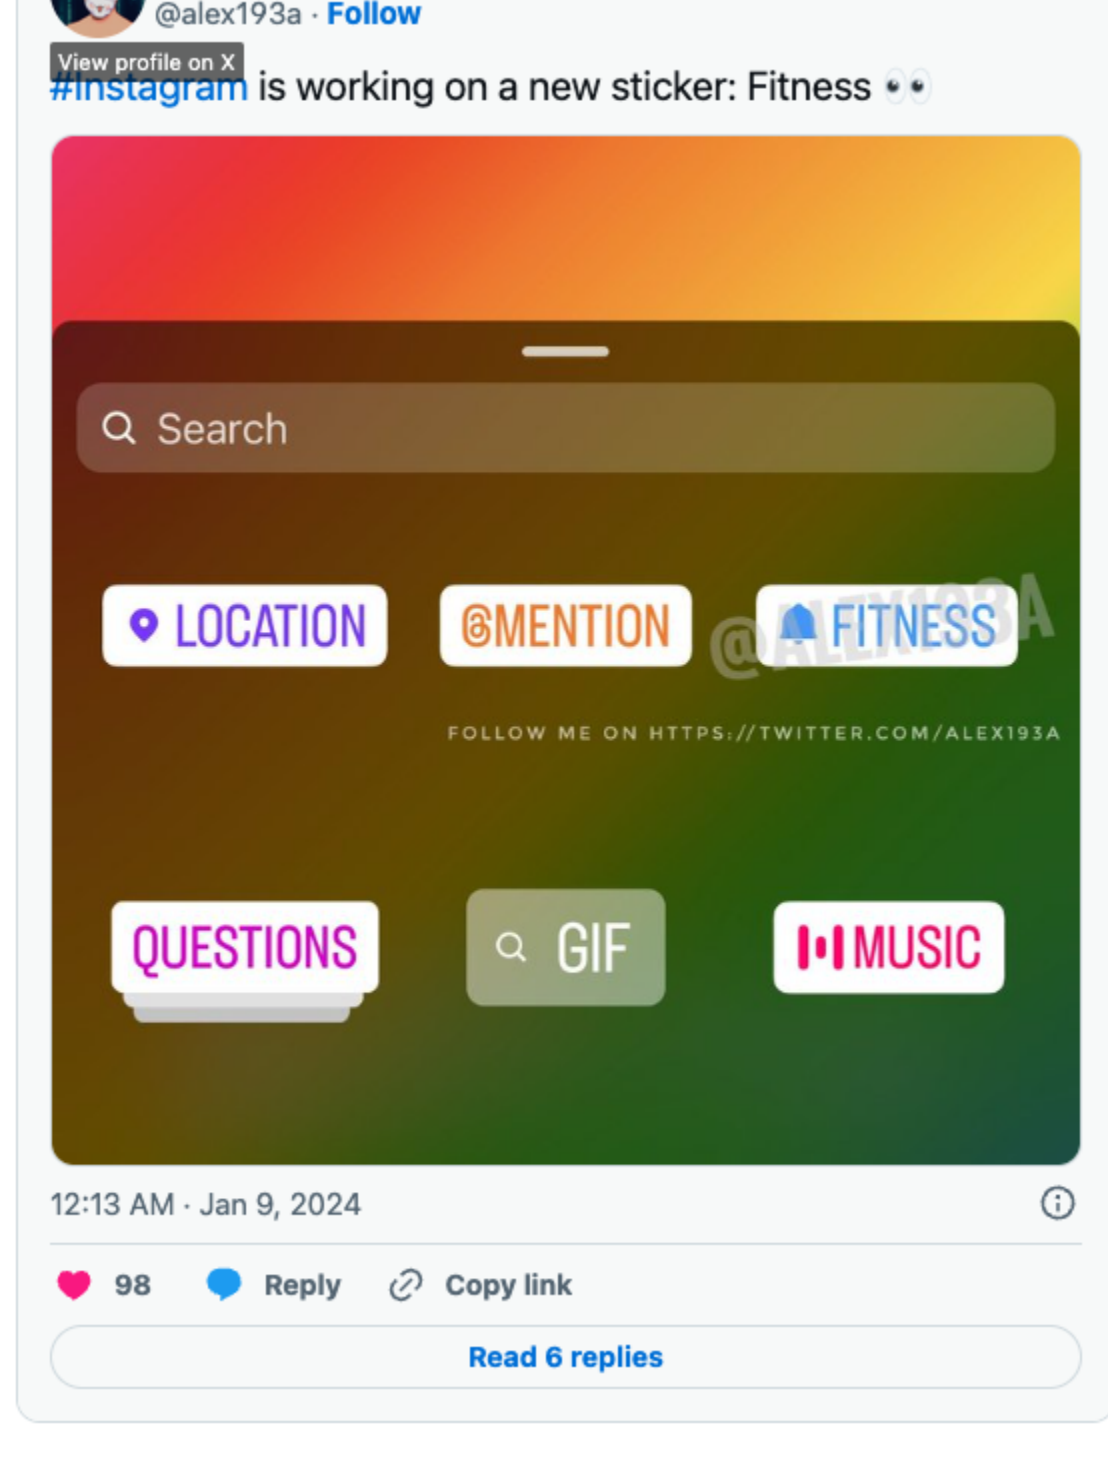 @alex193a · Follow
View profile on X
#Instagram is working on a new sticker: Fitness 👀
Search
LOCATION
@MENTION
FITNESS
@ALEX193A
FOLLOW ME ON HTTPS://TWITTER.COM/ALEX193A
QUESTIONS
GIF
MUSIC
12:13 AM · Jan 9, 2024
98
Reply
Copy link
Read 6 replies